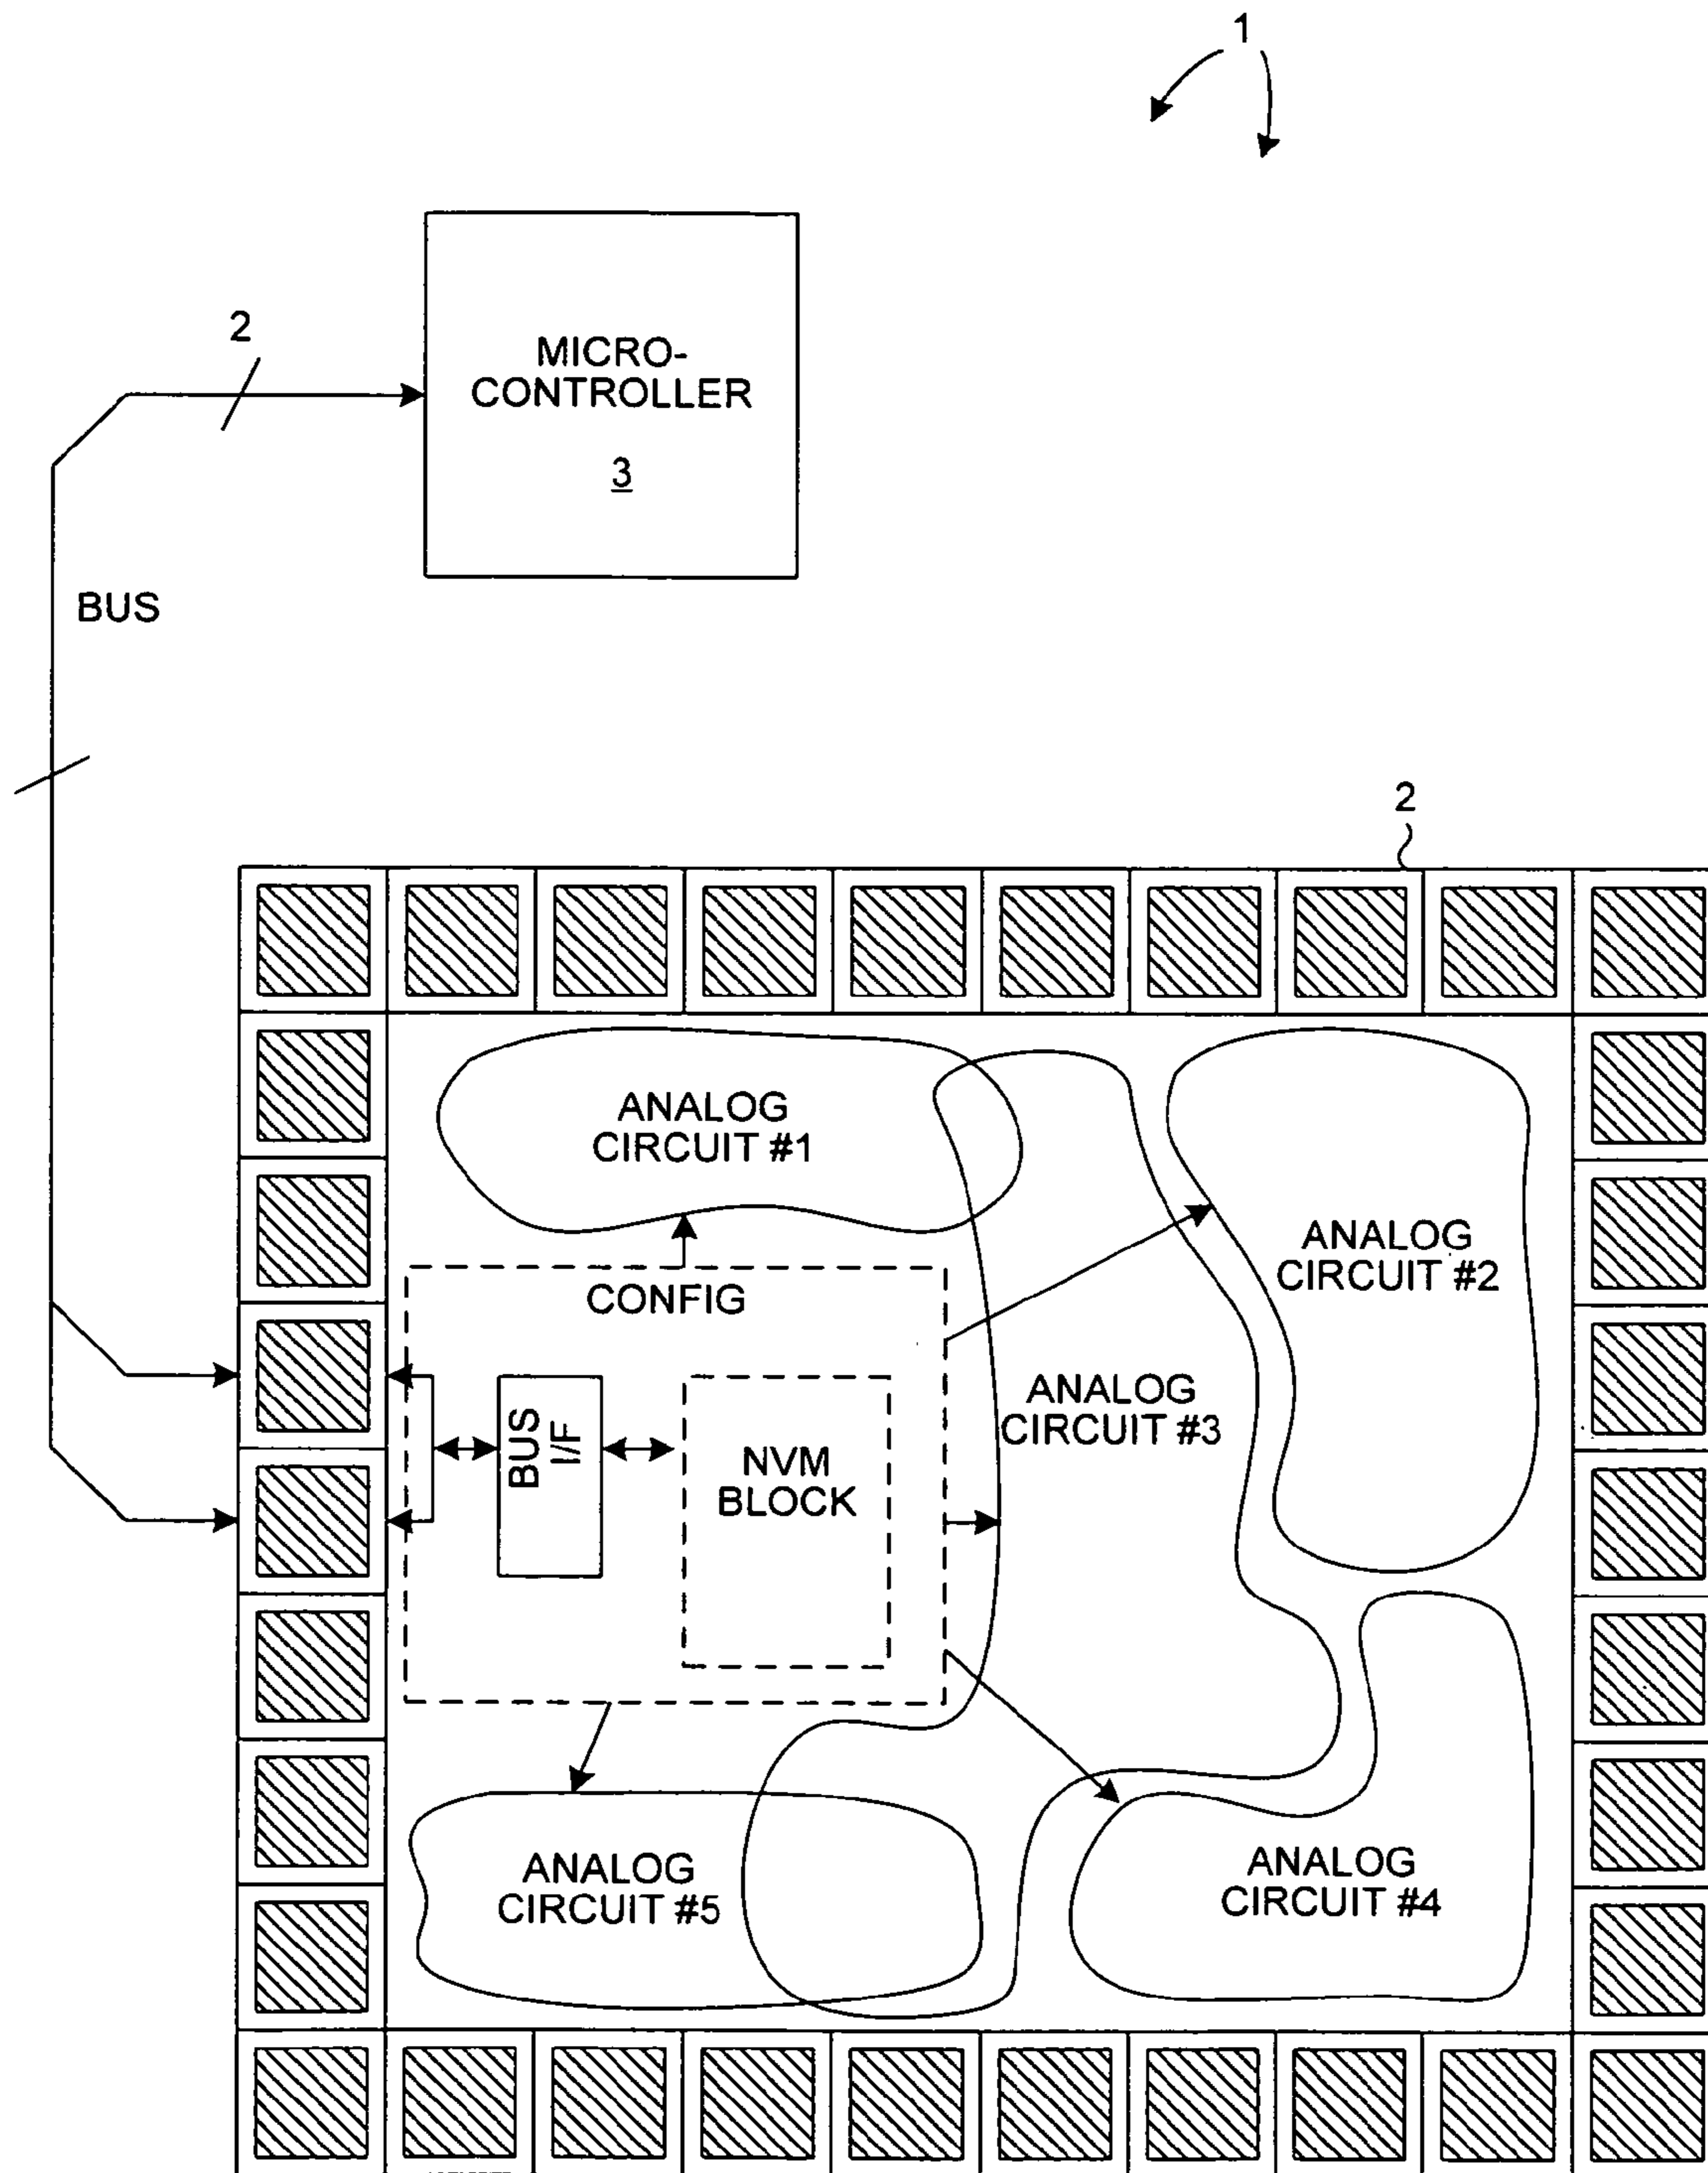 1
2
MICRO-
CONTROLLER
3
BUS
2
ANALOG
CIRCUIT #1
ANALOG
CIRCUIT #2
CONFIG
ANALOG
CIRCUIT #3
BUS
I/F
NVM
BLOCK
ANALOG
CIRCUIT #5
ANALOG
CIRCUIT #4